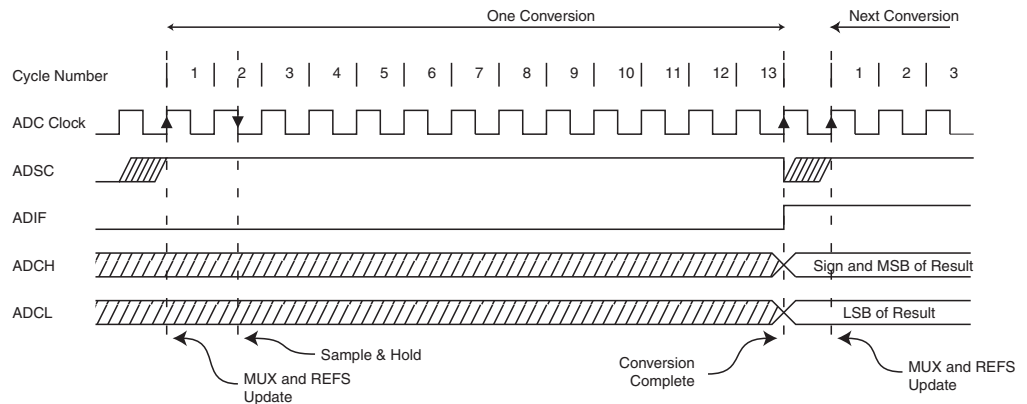 One Conversion
Next Conversion
Cycle Number
1 2 3 4 5 6 7 8 9 10 11 12 13 1 2 3
ADC Clock
ADSC
ADIF
ADCH
Sign and MSB of Result
ADCL
LSB of Result
Sample & Hold
MUX and REFS
Update
Conversion
Complete
MUX and REFS
Update